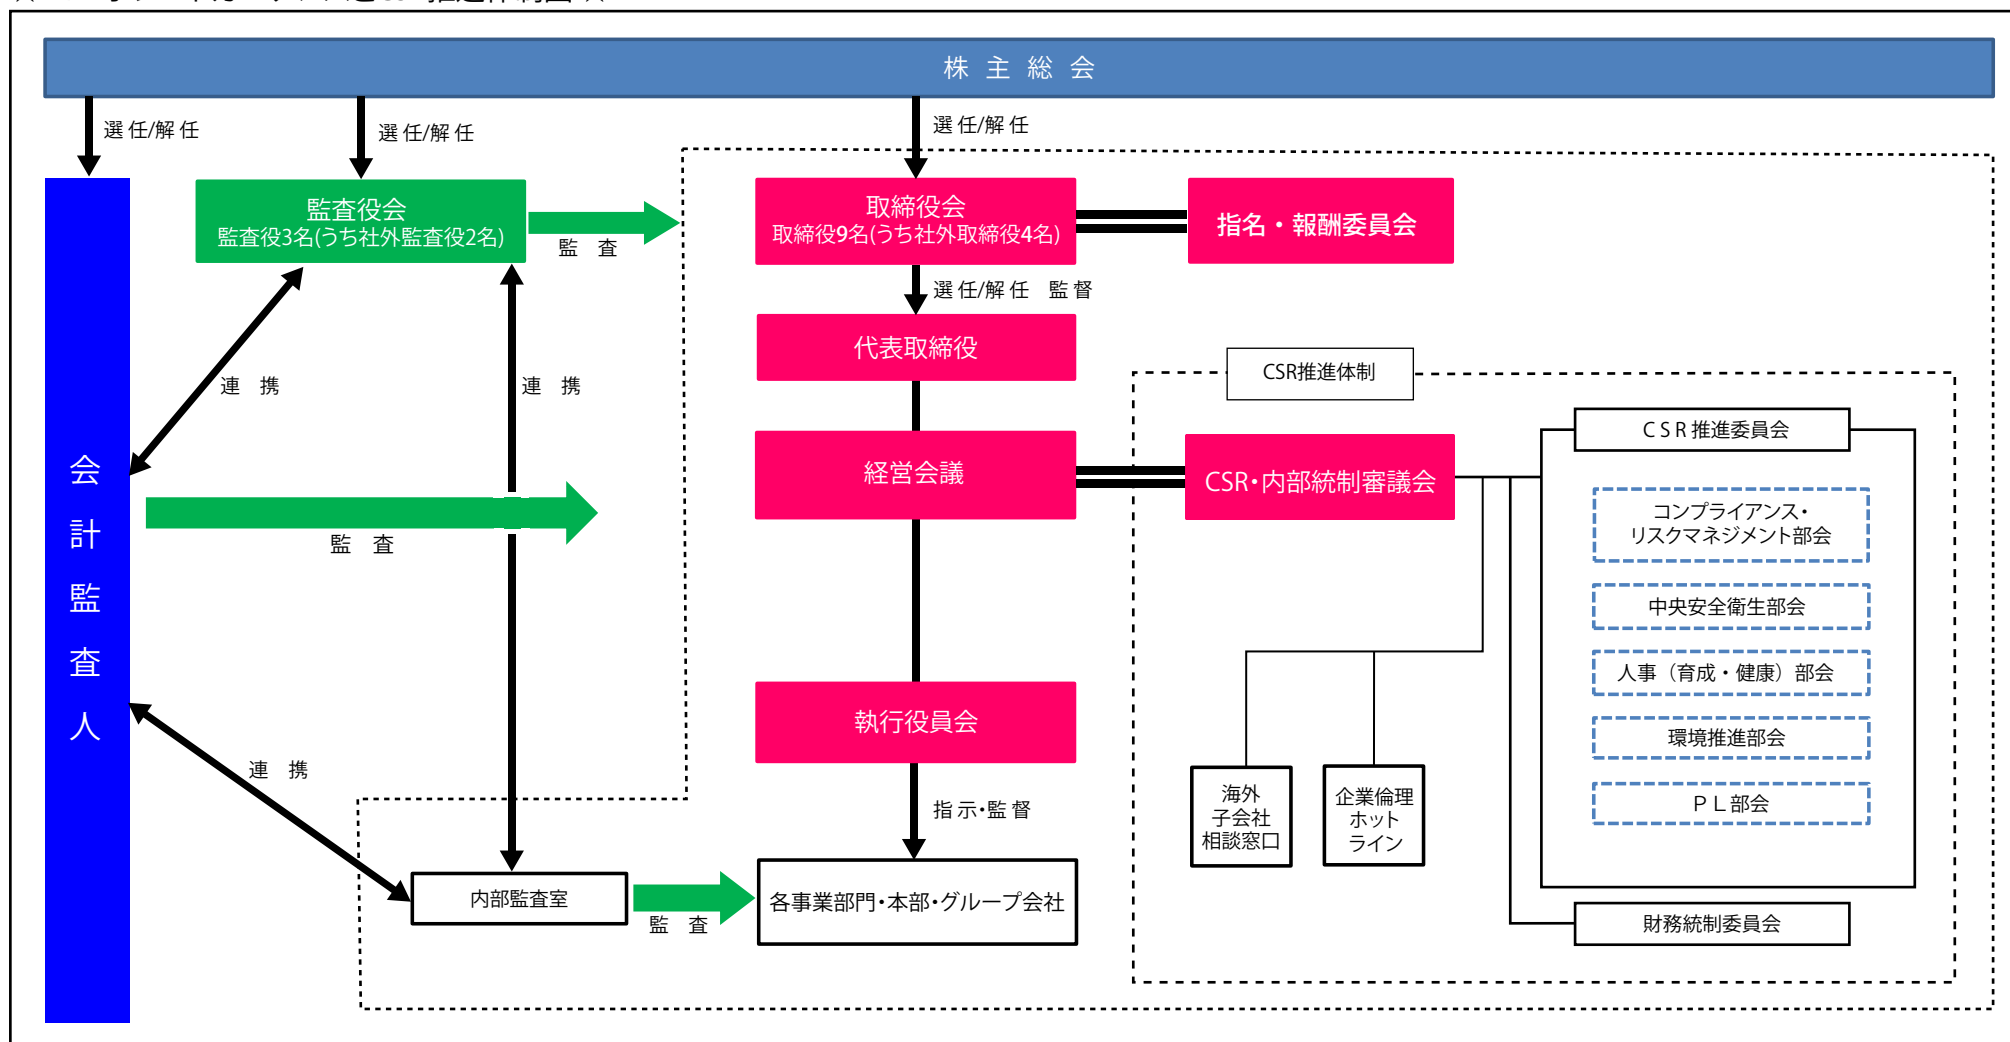 株主総会
選任/解任
選任/解任
選任/解任
監査役会
監査役3名(うち社外監査役2名)
監 査
取締役会
取締役9名(うち社外取締役4名)
指名・報酬委員会
選任/解任 監督
代表取締役
連 携
連 携
CSR推進体制
CSR推進委員会
経営会議
CSR・内部統制審議会
コンプライアンス・
リスクマネジメント部会
会計監査人
監 査
中央安全衛生部会
人事（育成・健康）部会
執行役員会
環境推進部会
連 携
指示・監督
海外
子会社
相談窓口
企業倫理
ホット
ライン
ＰＬ部会
内部監査室
監 査
各事業部門・本部・グループ会社
財務統制委員会